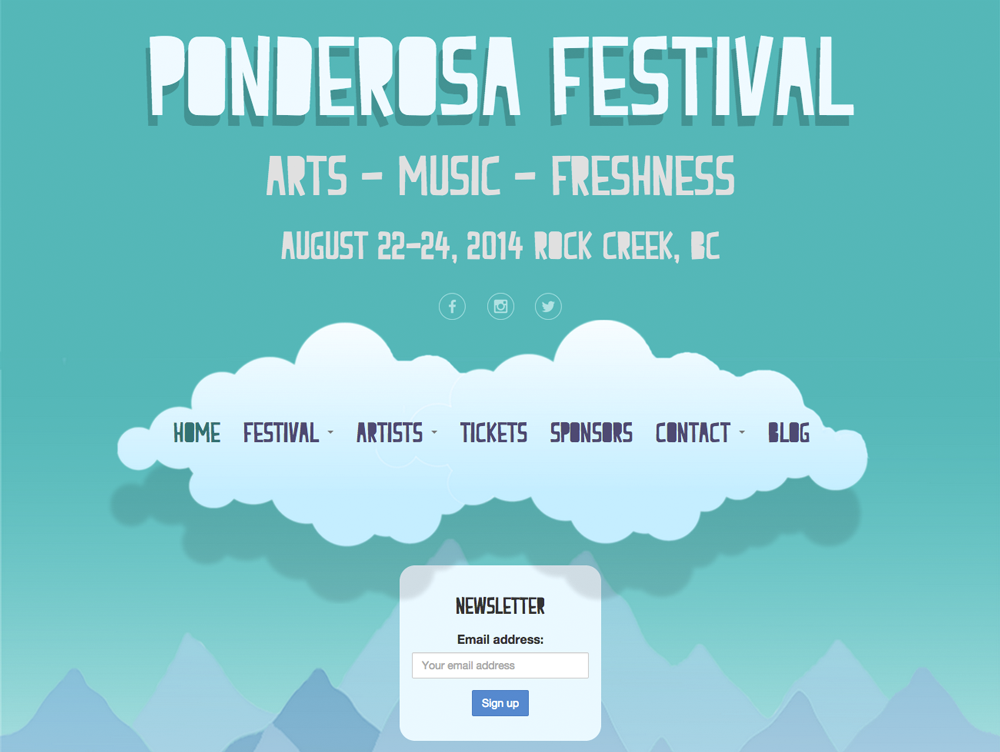 PONDEROSA FESTIVAL
ARTS - MUSIC - FRESHNESS
AUGUST 22-24, 2014 ROCK CREEK, BC
HOME FESTIVAL ARTISTS TICKETS SPONSORS CONTACT BLOG
NEWSLETTER
Email address:
Your email address
Sign up